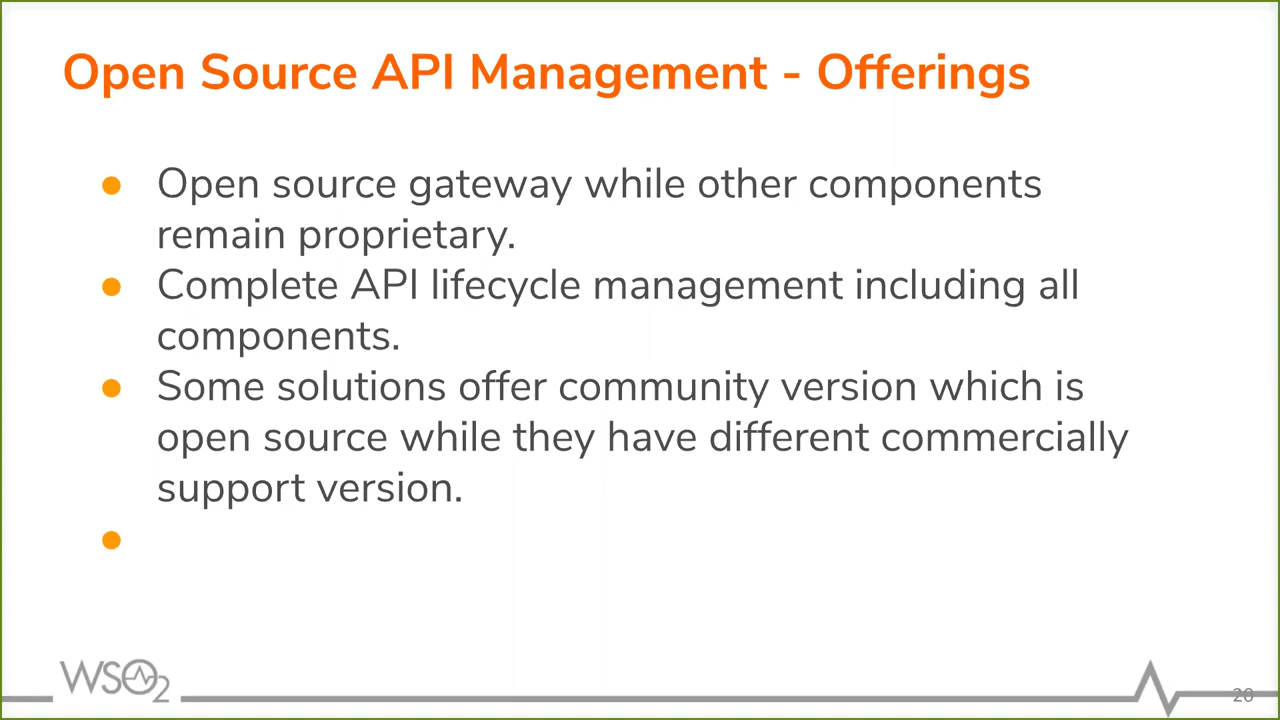 Open Source API Management - Offerings
● Open source gateway while other components
remain proprietary.
● Complete API lifecycle management including all
components.
● Some solutions offer community version which is
open source while they have different commercially
support version.
●
WSO2